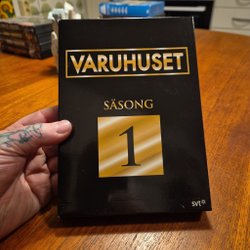 VARUHUSET
SÄSONG
1
svt